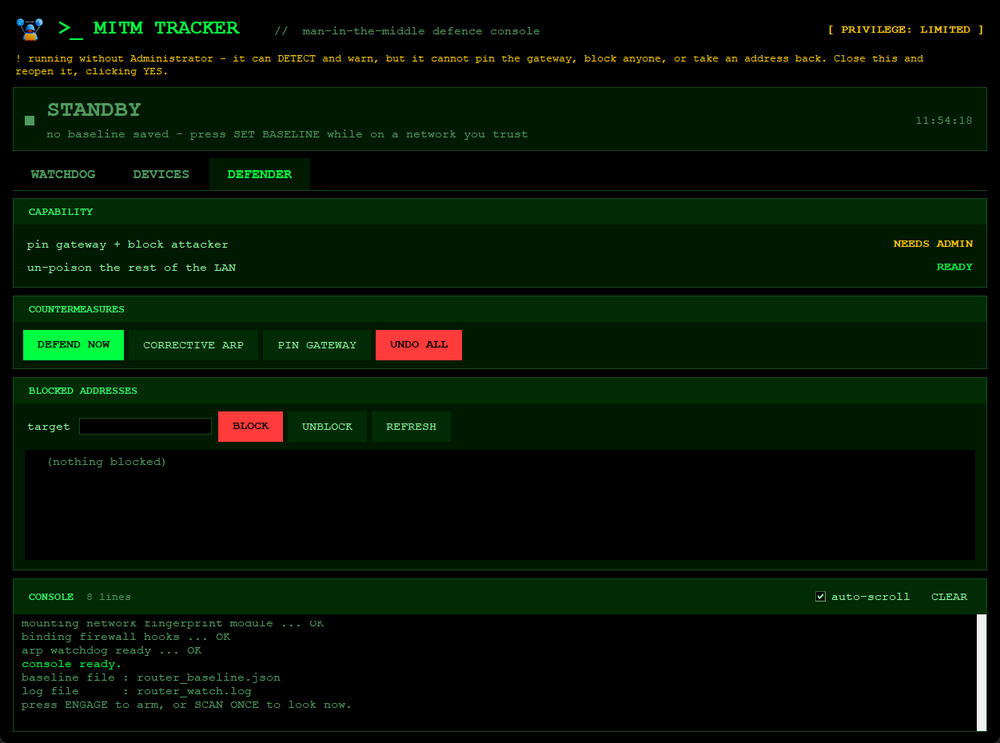 >_ MITM TRACKER // man-in-the-middle defence console [ PRIVILEGE: LIMITED ]
! running without Administrator - it can DETECT and warn, but it cannot pin the gateway, block anyone, or take an address back. Close this and
reopen it, clicking YES.
STANDBY
no baseline saved - press SET BASELINE while on a network you trust
11:54:18
WATCHDOG DEVICES DEFENDER
CAPABILITY
pin gateway + block attacker NEEDS ADMIN
un-poison the rest of the LAN READY
COUNTERMEASURES
DEFEND NOW CORRECTIVE ARP PIN GATEWAY UNDO ALL
BLOCKED ADDRESSES
target BLOCK UNBLOCK REFRESH
(nothing blocked)
CONSOLE 8 lines auto-scroll CLEAR
mounting network fingerprint module ... OK
binding firewall hooks ... OK
arp watchdog ready ... OK
console ready.
baseline file : router_baseline.json
log file : router_watch.log
press ENGAGE to arm, or SCAN ONCE to look now.